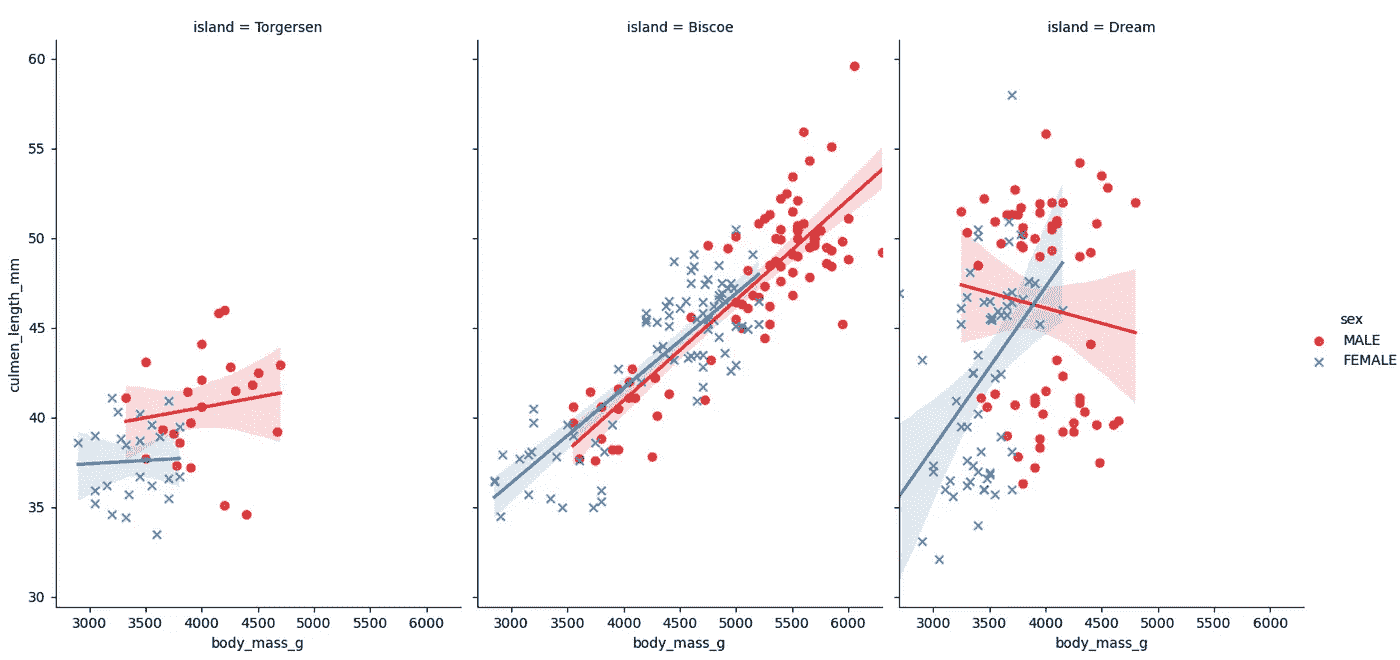 island = Torgersen
island = Biscoe
island = Dream
culmen_length_mm
60
55
50
45
40
35
30
sex
MALE
FEMALE
3000 3500 4000 4500 5000 5500 6000
3000 3500 4000 4500 5000 5500 6000
3000 3500 4000 4500 5000 5500 6000
body_mass_g
body_mass_g
body_mass_g